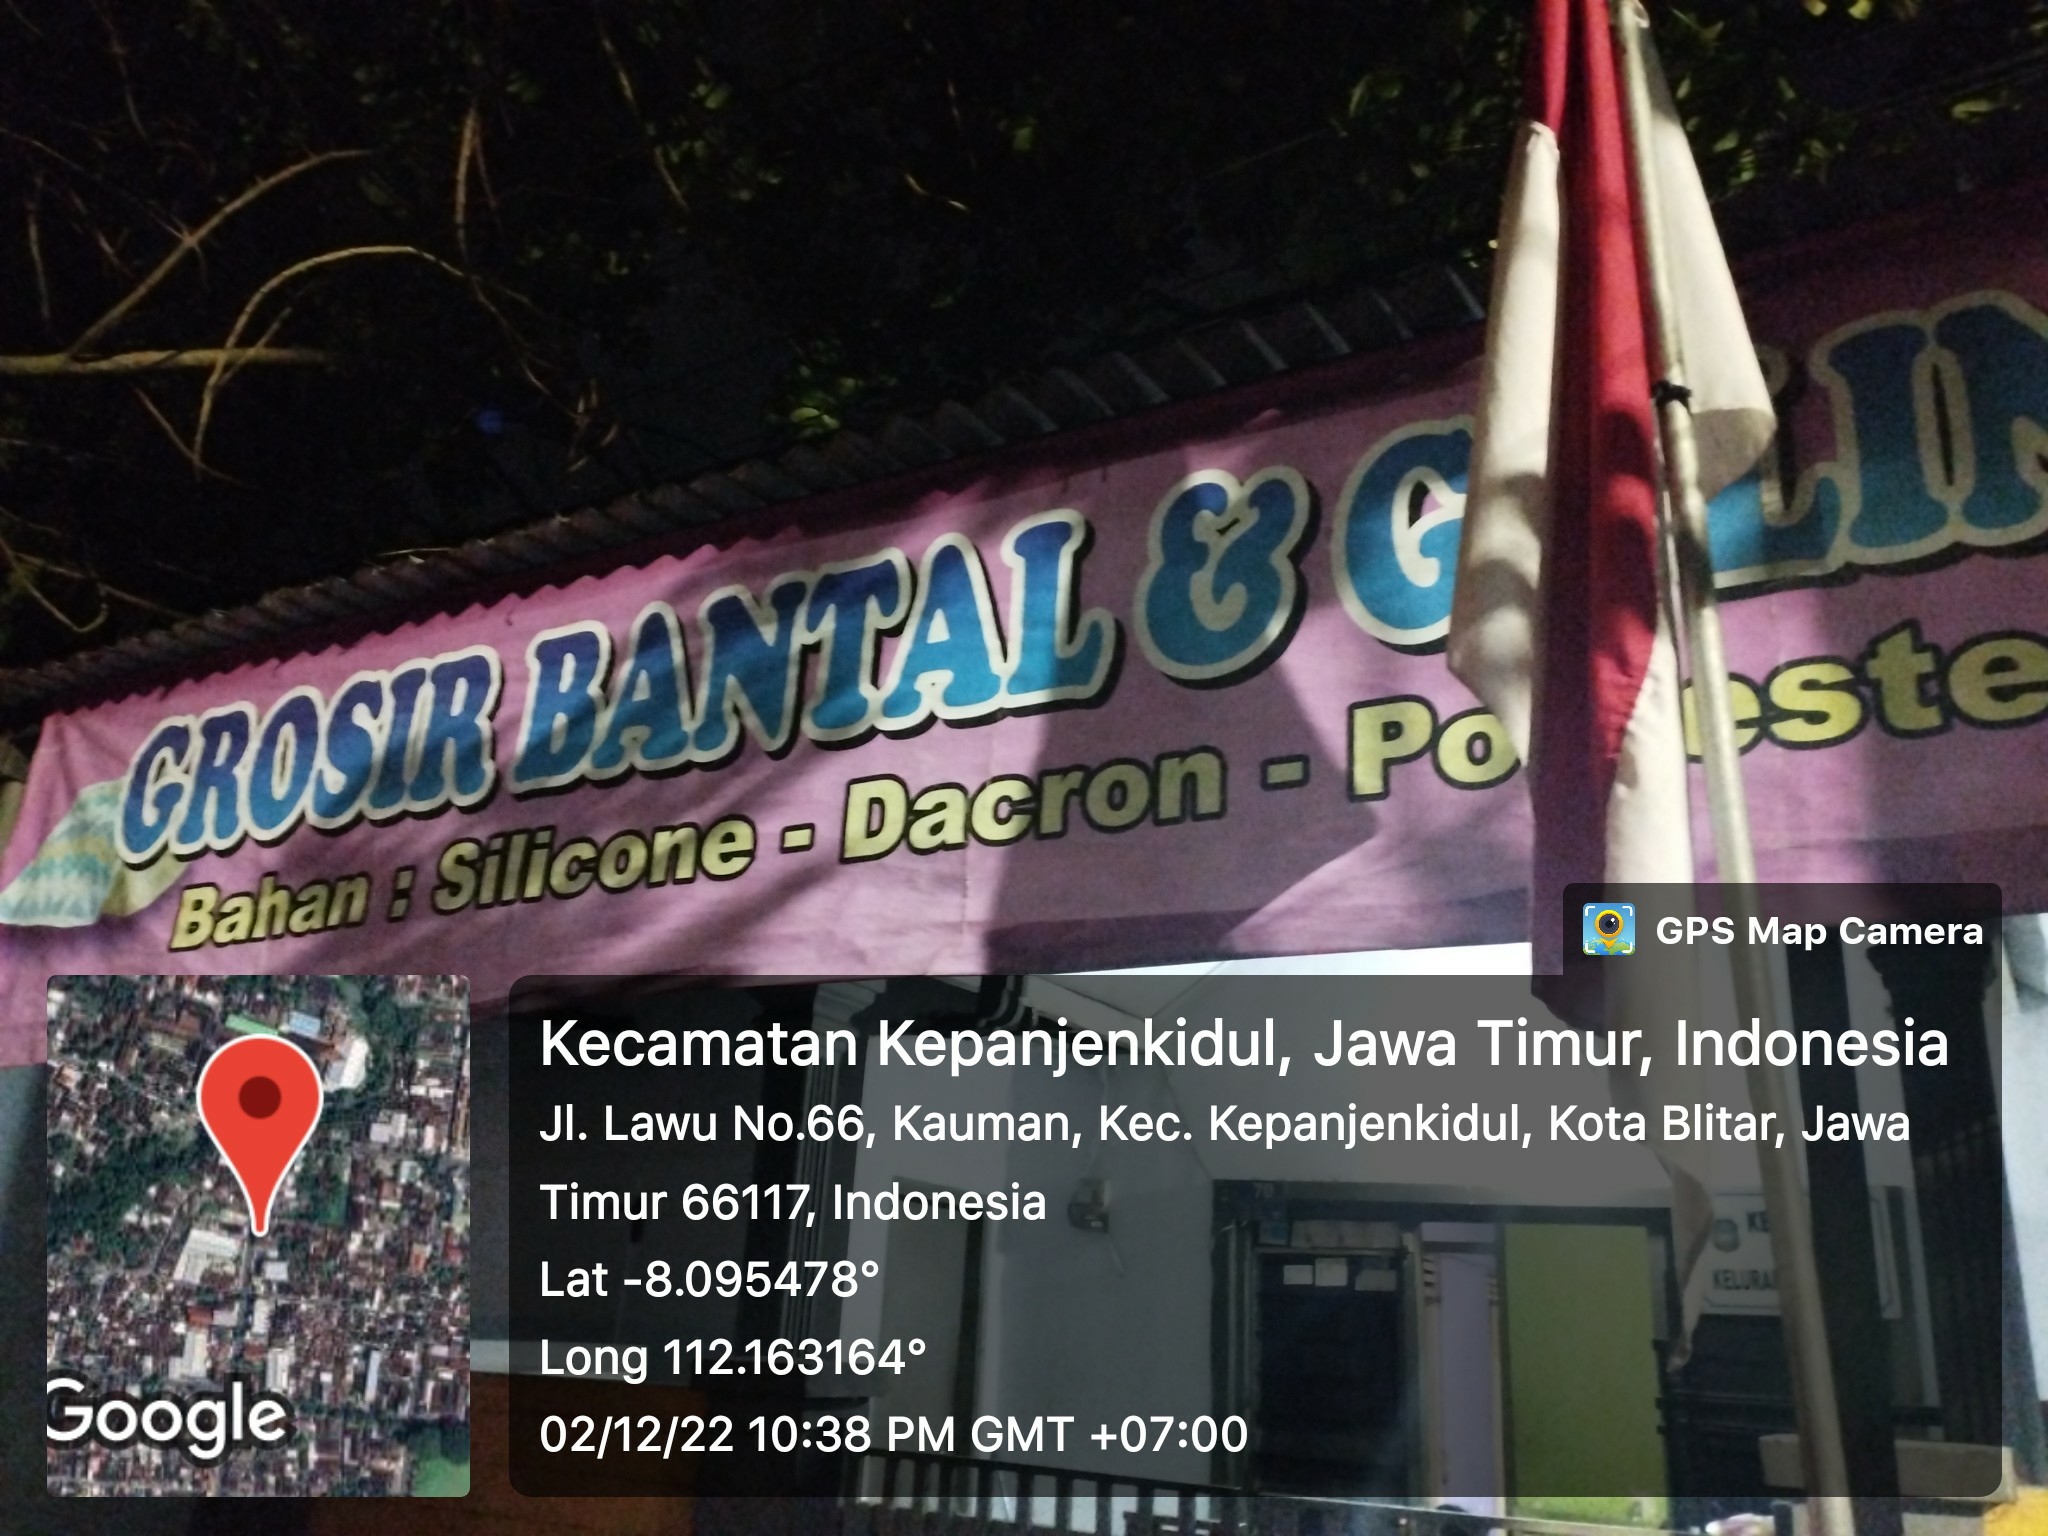 GROSIR BANTAL &
Bahan : Silicone - Dacron -
GPS Map Camera
Kecamatan Kepanjenkidul, Jawa Timur, Indonesia
Jl. Lawu No.66, Kauman, Kec. Kepanjenkidul, Kota Blitar, Jawa
Timur 66117, Indonesia
Lat -8.095478°
Long 112.163164°
02/12/22 10:38 PM GMT +07:00
Google